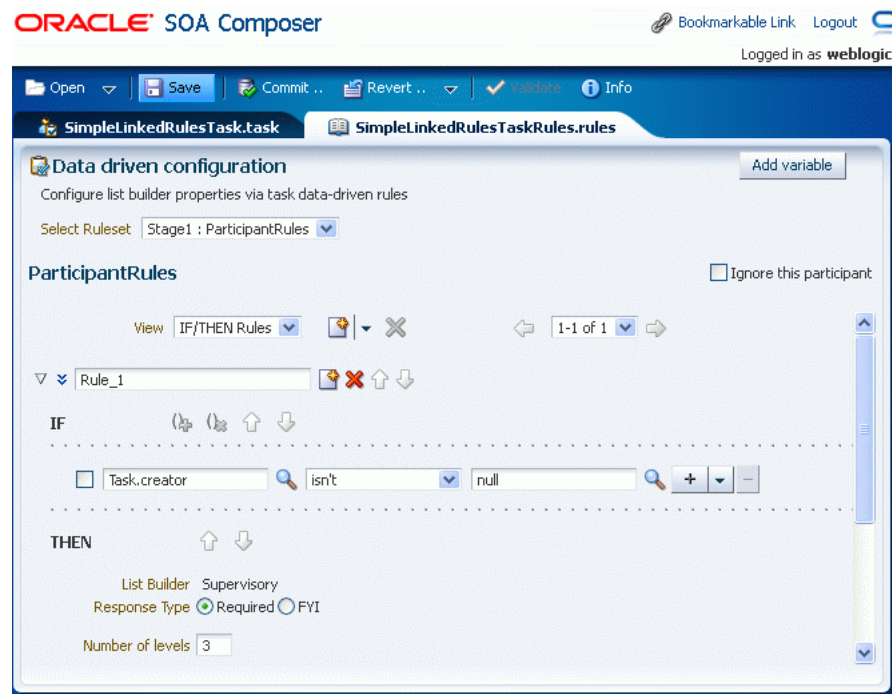 ORACLE SOA Composer
Bookmarkable Link Logout
Logged in as weblogic
Open Save Commit .. Revert .. Validate Info
SimpleLinkedRulesTask.task SimpleLinkedRulesTaskRules.rules
Data driven configuration Add variable
Configure list builder properties via task data-driven rules
Select Ruleset Stage1 : ParticipantRules
ParticipantRules Ignore this participant
View IF/THEN Rules 1-1 of 1
Rule_1
IF
Task.creator isn't null
THEN
List Builder Supervisory
Response Type Required FYI
Number of levels 3